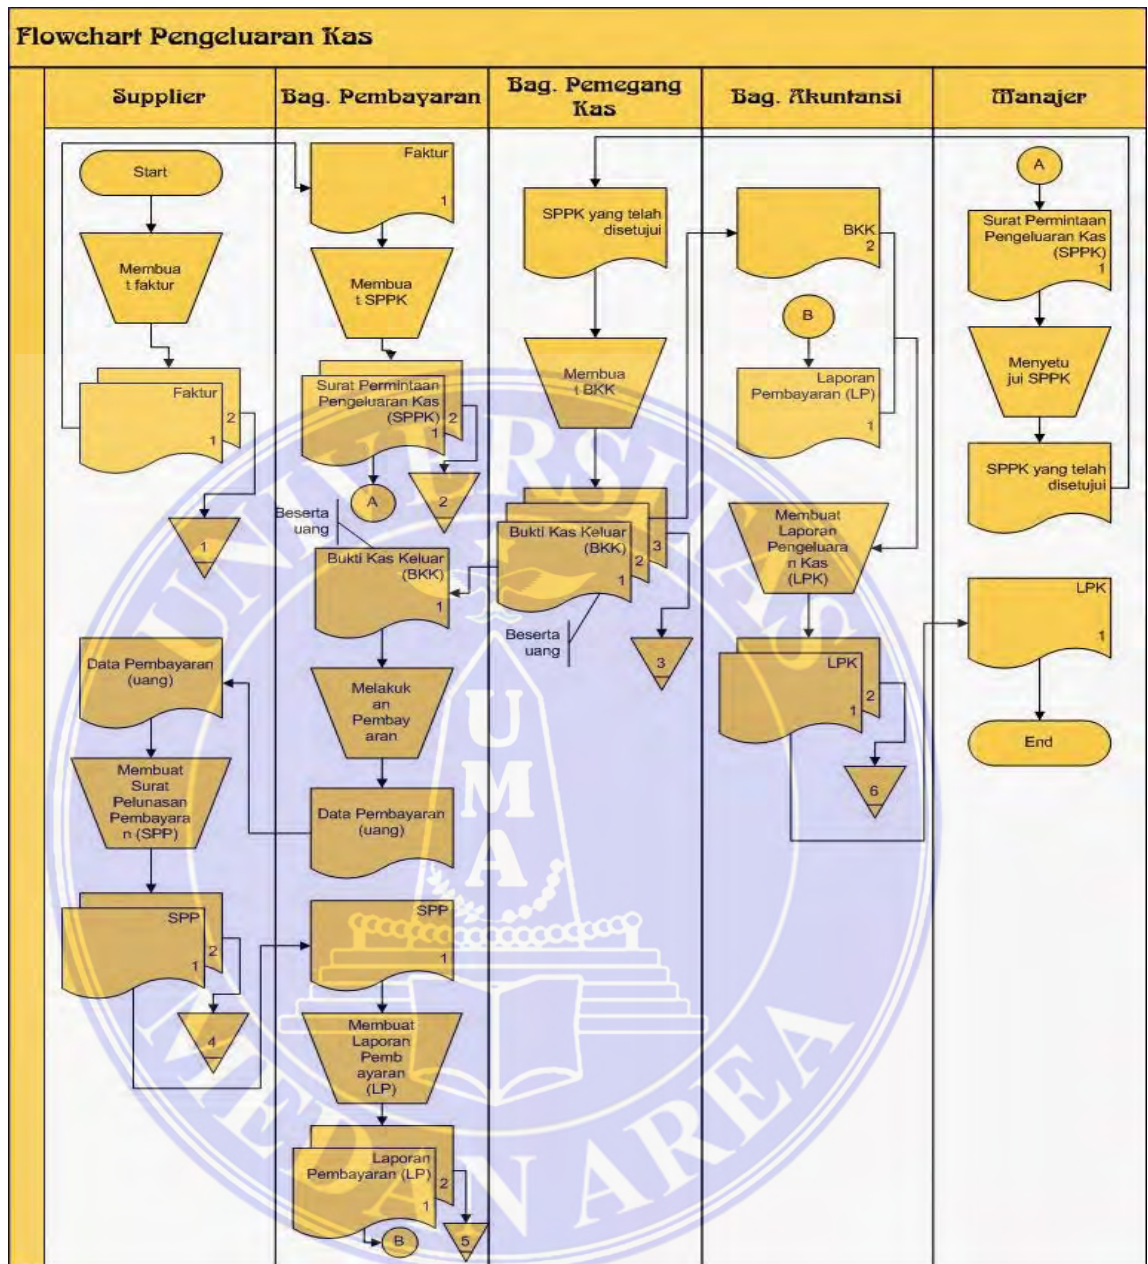 Flowchart Pengeluaran Kas
Supplier
Bag. Pembayaran
Bag. Pemegang
Kas
Bag. Akuntansi
Manajer
Start
Membua
t faktur
Faktur
2
1
1
Data Pembayaran
(uang)
Membuat
Surat
Pelunasan
Pembayara
n (SPP)
SPP
2
1
4
Faktur
1
Membua
t SPPK
Surat Permintaan
Pengeluaran Kas
(SPPK)
2
1
A
2
Beserta
uang
Bukti Kas Keluar
(BKK)
1
Melakuk
an
Pembay
aran
Data Pembayaran
(uang)
SPP
1
Membuat
Laporan
Pemb
ayaran
(LP)
Laporan
Pembayaran (LP)
2
1
B
5
SPPK yang telah
disetujui
Membua
t BKK
Bukti Kas Keluar
(BKK)
3
2
1
Beserta
uang
3
BKK
2
B
Laporan
Pembayaran (LP)
1
Membuat
Laporan
Pengeluara
n Kas
(LPK)
LPK
2
1
6
A
Surat Permintaan
Pengeluaran Kas
(SPPK)
1
Menyetu
jui SPPK
SPPK yang telah
disetujui
LPK
1
End
UNIVERSITAS
MEDAN AREA
UMA